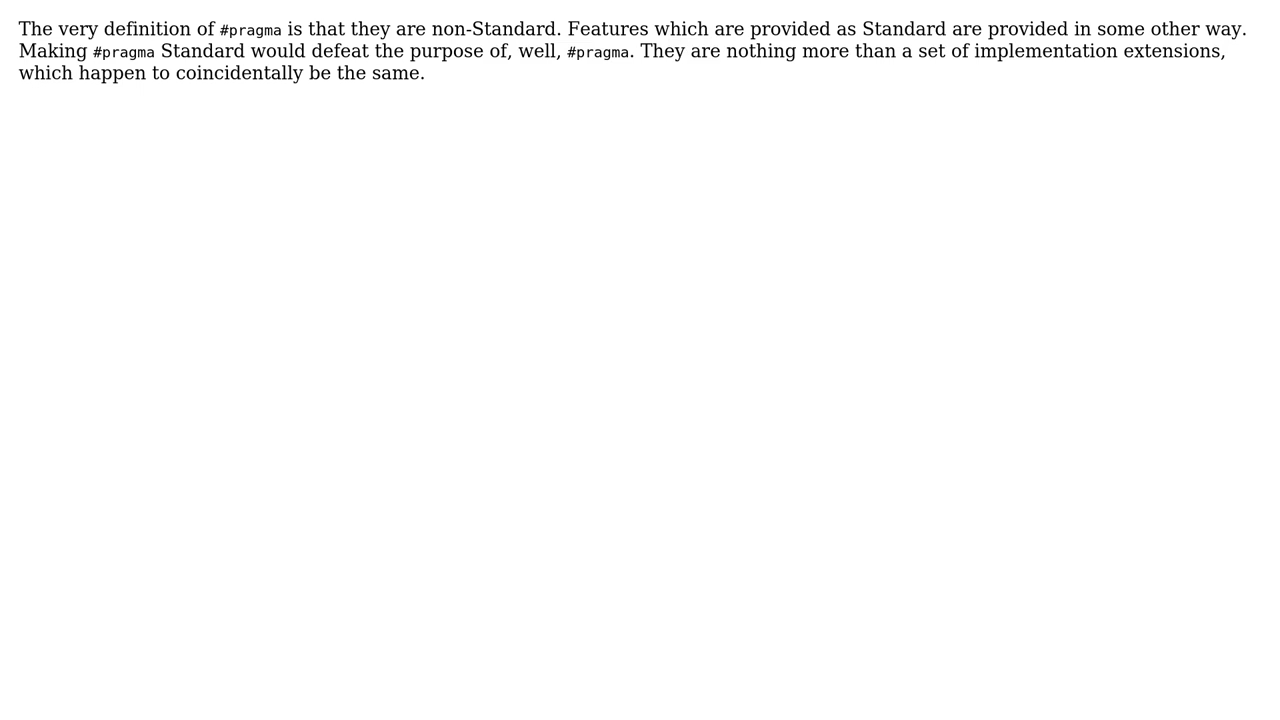 The very definition of #pragma is that they are non-Standard. Features which are provided as Standard are provided in some other way.
Making #pragma Standard would defeat the purpose of, well, #pragma. They are nothing more than a set of implementation extensions,
which happen to coincidentally be the same.